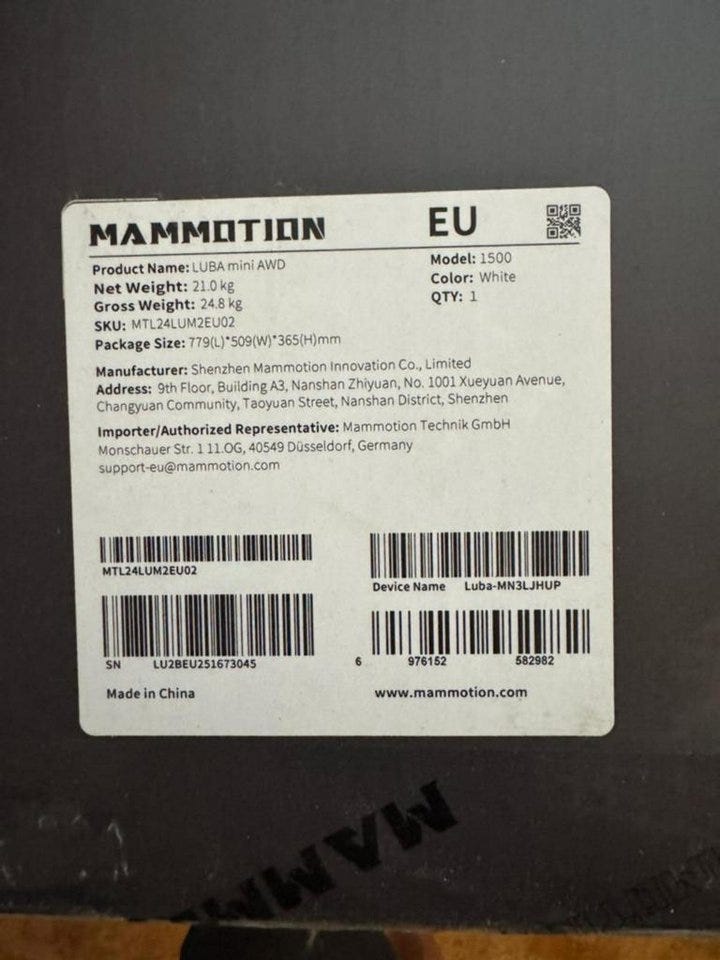 MAMMOTION
EU
Product Name: LUBA mini AWD
Model: 1500
Net Weight: 21.0 kg
Color: White
Gross Weight: 24.8 kg
QTY: 1
SKU: MTL24LUM2EU02
Package Size: 779(L)*509(W)*365(H)mm
Manufacturer: Shenzhen Mammotion Innovation Co., Limited
Address: 9th Floor, Building A3, Nanshan Zhiyuan, No. 1001 Xueyuan Avenue,
Changyuan Community, Taoyuan Street, Nanshan District, Shenzhen
Importer/Authorized Representative: Mammotion Technik GmbH
Monschauer Str. 1 11.OG, 40549 Düsseldorf, Germany
support-eu@mammotion.com
MTL24LUM2EU02
Device Name Luba-MN3LJHUP
SN LU2BEU251673045
6 976152 582982
Made in China
www.mammotion.com